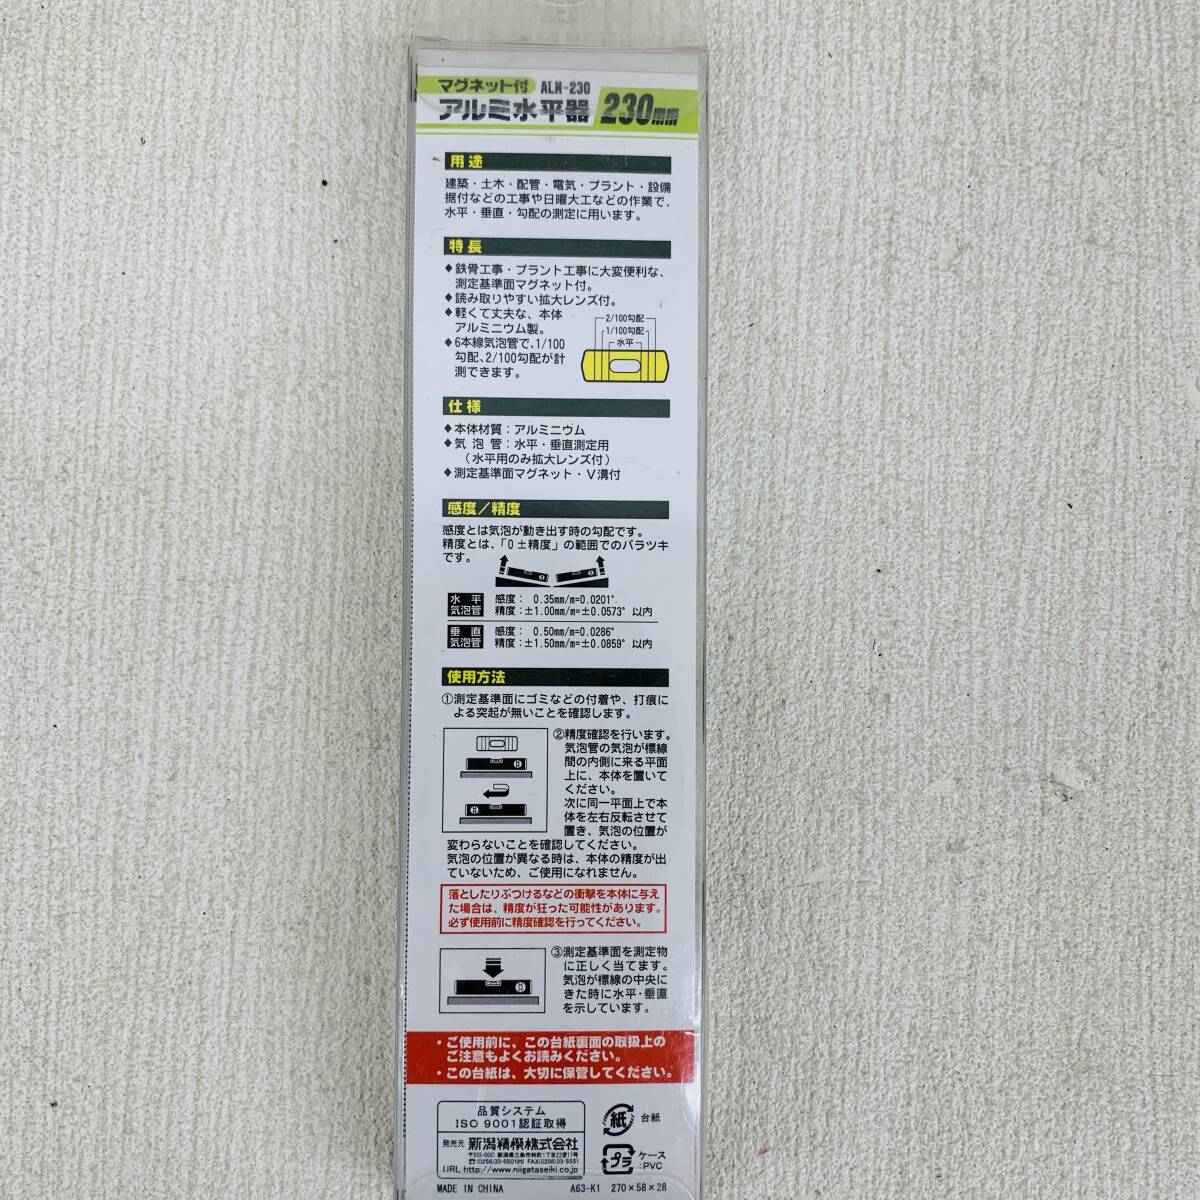 マグネット付 ALM-230
アルミ水平器 230mm
用途
建築・土木・配管・電気・プラント・設備
据付などの工事や日曜大工などの作業で、
水平・垂直・勾配の測定に用います。
特長
◆鉄骨工事・プラント工事に大変便利な、
測定基準面マグネット付。
◆読み取りやすい拡大レンズ付。
◆軽くて丈夫な、本体
アルミニウム製。
◆6本線気泡管で、1/100
勾配、2/100勾配が計
測できます。
2/100勾配
1/100勾配
水平
仕様
◆本体材質：アルミニウム
◆気泡管：水平・垂直測定用
（水平用のみ拡大レンズ付）
◆測定基準面マグネット・V溝付
感度／精度
感度とは気泡が動き出す時の勾配です。
精度とは、「0±精度」の範囲でのバラツキ
です。
水平気泡管
感度： 0.35mm/m=0.0201°
精度：±1.00mm/m=±0.0573° 以内
垂直気泡管
感度： 0.50mm/m=0.0286°
精度：±1.50mm/m=±0.0859° 以内
使用方法
①測定基準面にゴミなどの付着や、打痕に
よる突起が無いことを確認します。
②精度確認を行います。
気泡管の気泡が標線
間の内側に来る平面
上に、本体を置いて
ください。
次に同一平面上で本
体を左右反転させて
置き、気泡の位置が
変わらないことを確認してください。
気泡の位置が異なる時は、本体の精度が出
ていないため、ご使用になれません。
落としたりぶつけるなどの衝撃を本体に与え
た場合は、精度が狂った可能性があります。
必ず使用前に精度確認を行ってください。
③測定基準面を測定物
に正しく当てます。
気泡が標線の中央に
きた時に水平・垂直
を示しています。
・ご使用前に、この台紙裏面の取扱上の
ご注意もよくお読みください。
・この台紙は、大切に保管してください。
品質システム
ISO 9001認証取得
発売元 新潟精機株式会社
〒955-0061 新潟県三条市林町1丁目22番17号
☎(0256)33-5501㈹ FAX(0256)33-5551
URL http://www.niigataseiki.co.jp
紙 台紙
プラ ケース
:PVC
MADE IN CHINA A63-K1 270×58×28